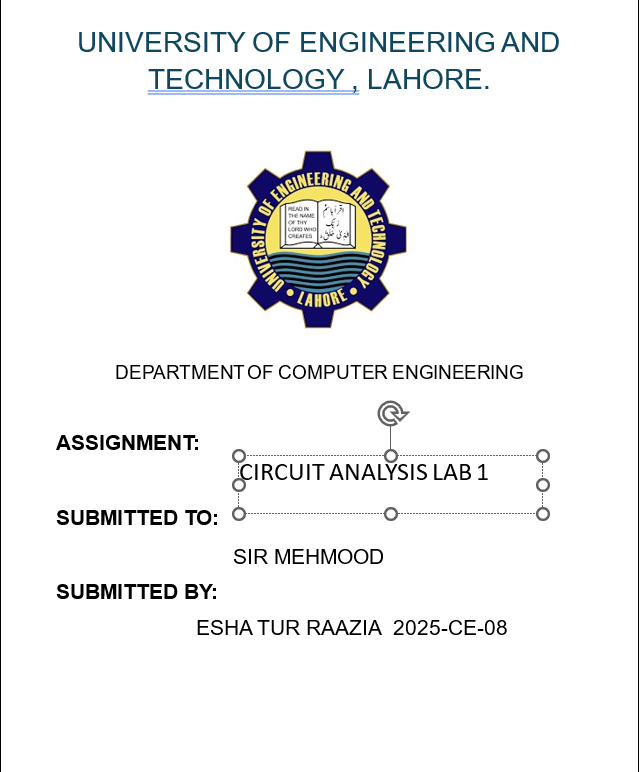 UNIVERSITY OF ENGINEERING AND
TECHNOLOGY , LAHORE.
UNIVERSITY OF ENGINEERING AND TECHNOLOGY
LAHORE
READ IN
THE NAME
OF THY
LORD WHO
CREATES
اقرأ باسم
ربك
الذی خلق
DEPARTMENT OF COMPUTER ENGINEERING
ASSIGNMENT:
CIRCUIT ANALYSIS LAB 1
SUBMITTED TO:
SIR MEHMOOD
SUBMITTED BY:
ESHA TUR RAAZIA  2025-CE-08